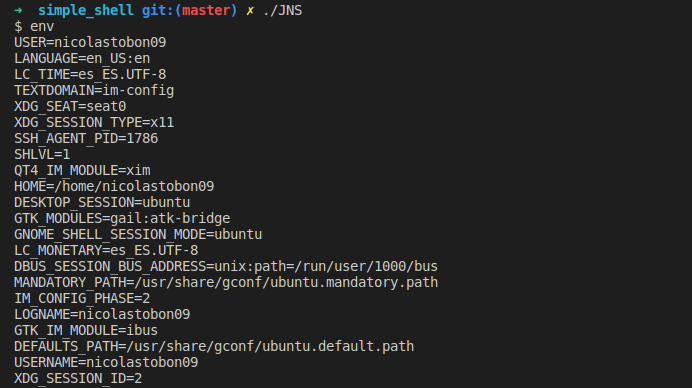 ➜  simple_shell git:(master) ✗ ./JNS
$ env
USER=nicolastobon09
LANGUAGE=en_US:en
LC_TIME=es_ES.UTF-8
TEXTDOMAIN=im-config
XDG_SEAT=seat0
XDG_SESSION_TYPE=x11
SSH_AGENT_PID=1786
SHLVL=1
QT4_IM_MODULE=xim
HOME=/home/nicolastobon09
DESKTOP_SESSION=ubuntu
GTK_MODULES=gail:atk-bridge
GNOME_SHELL_SESSION_MODE=ubuntu
LC_MONETARY=es_ES.UTF-8
DBUS_SESSION_BUS_ADDRESS=unix:path=/run/user/1000/bus
MANDATORY_PATH=/usr/share/gconf/ubuntu.mandatory.path
IM_CONFIG_PHASE=2
LOGNAME=nicolastobon09
GTK_IM_MODULE=ibus
DEFAULTS_PATH=/usr/share/gconf/ubuntu.default.path
USERNAME=nicolastobon09
XDG_SESSION_ID=2